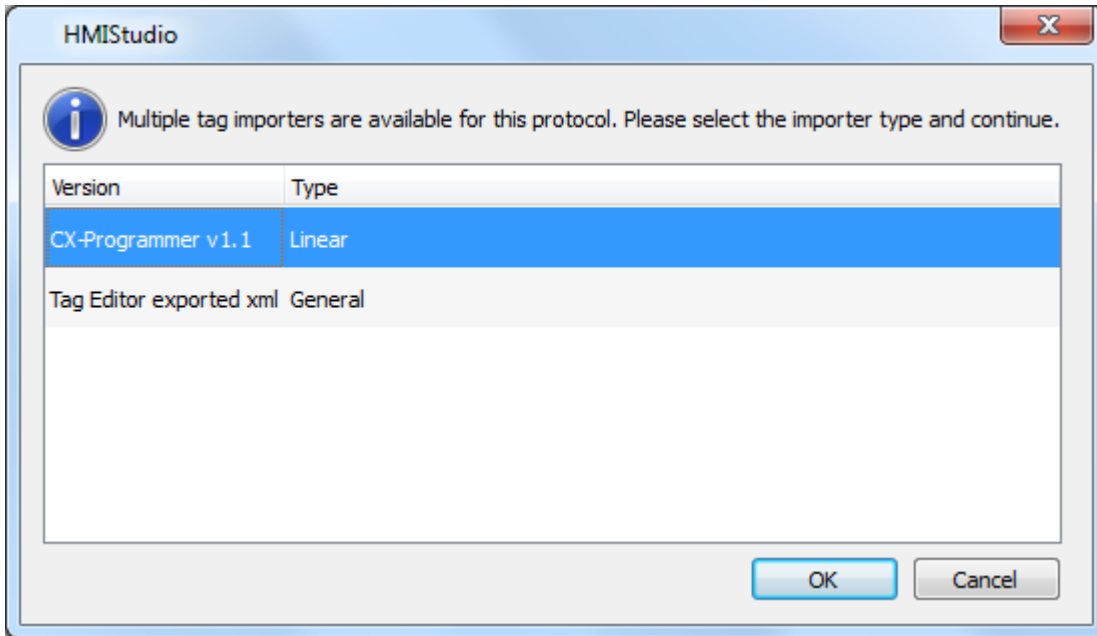 HMIStudio
Multiple tag importers are available for this protocol. Please select the importer type and continue.
Version Type
CX-Programmer v1.1 Linear
Tag Editor exported xml General
OK Cancel